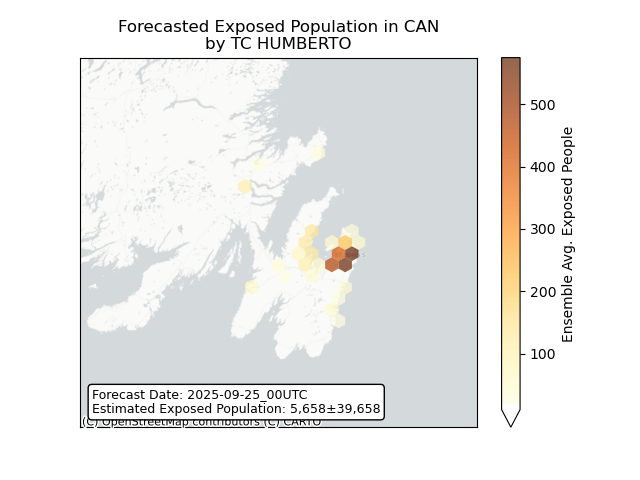 Forecasted Exposed Population in CAN
by TC HUMBERTO
500
400
300
200
100
Ensemble Avg. Exposed People
Forecast Date: 2025-09-25_00UTC
Estimated Exposed Population: 5,658±39,658
(C) OpenStreetMap contributors (C) CARTO